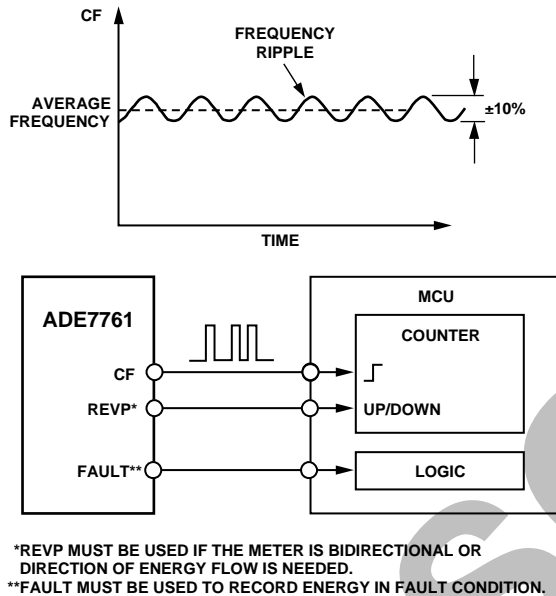 CF
FREQUENCY
RIPPLE
AVERAGE
FREQUENCY
±10%
TIME
ADE7761
MCU
COUNTER
CF
REVP*
UP/DOWN
FAULT**
LOGIC
*REVP MUST BE USED IF THE METER IS BIDIRECTIONAL OR
DIRECTION OF ENERGY FLOW IS NEEDED.
**FAULT MUST BE USED TO RECORD ENERGY IN FAULT CONDITION.